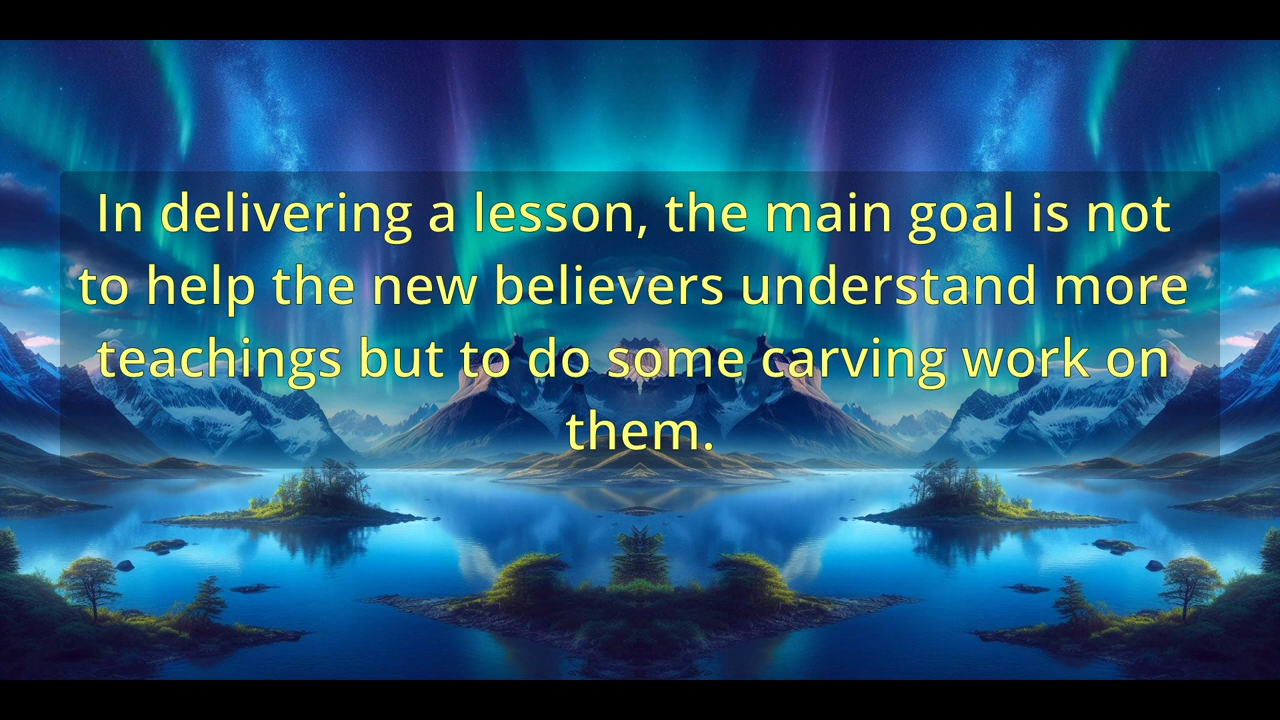 In delivering a lesson, the main goal is not
to help the new believers understand more
teachings but to do some carving work on
them.